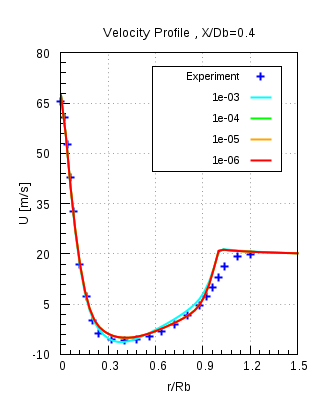 Velocity Profile , X/Db=0.4
80
65
50
35
20
5
-10
U [m/s]
Experiment
1e-03
1e-04
1e-05
1e-06
0 0.3 0.6 0.9 1.2 1.5
r/Rb